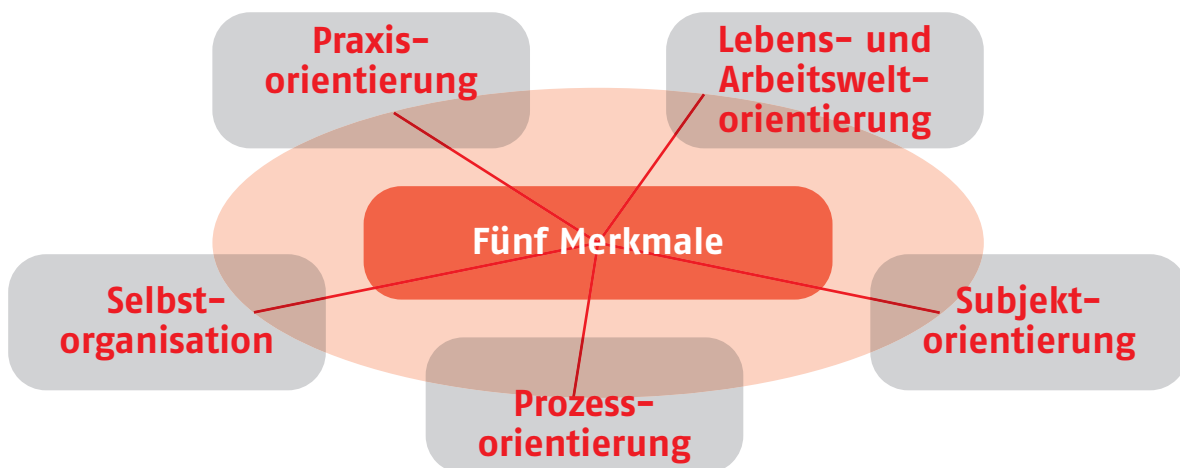 Praxis-
orientierung
Lebens- und
Arbeitswelt-
orientierung
Fünf Merkmale
Selbst-
organisation
Subjekt-
orientierung
Prozess-
orientierung